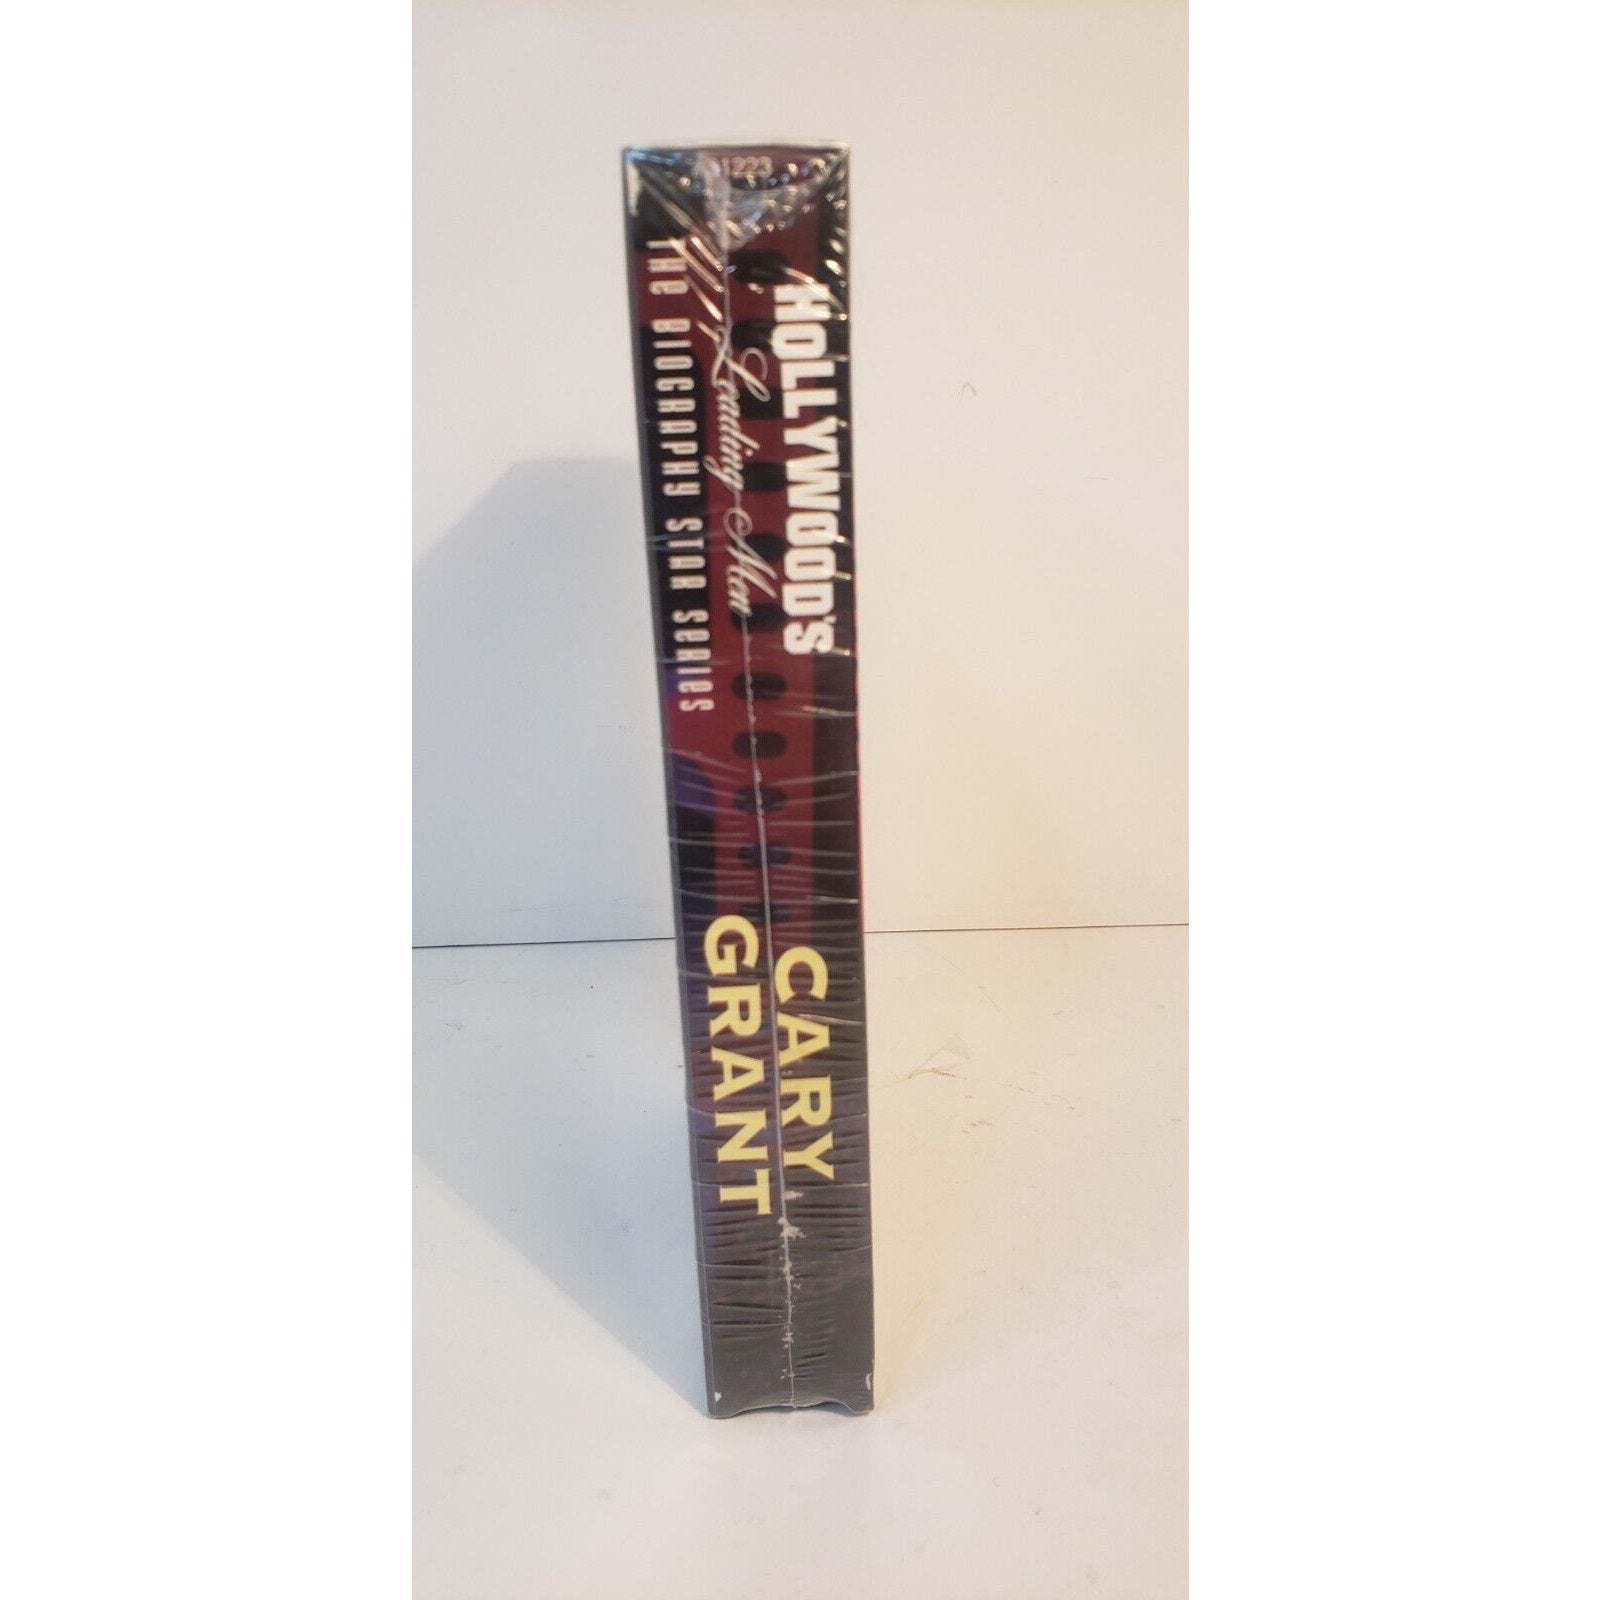 1223
HOLLYWOOD'S
Leading Men
THE BIOGRAPHY STAR SERIES
CARY
GRANT